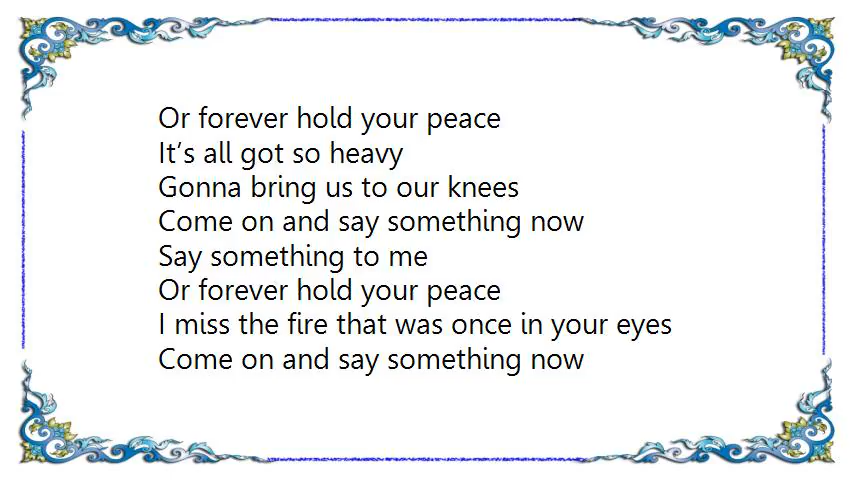 Or forever hold your peace
It's all got so heavy
Gonna bring us to our knees
Come on and say something now
Say something to me
Or forever hold your peace
I miss the fire that was once in your eyes
Come on and say something now